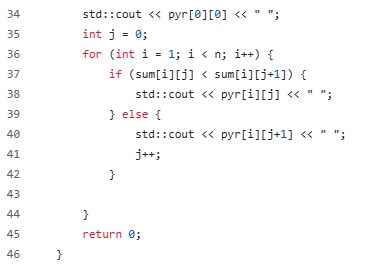 34        std::cout << pyr[0][0] << " ";
35        int j = 0;
36        for (int i = 1; i < n; i++) {
37            if (sum[i][j] < sum[i][j+1]) {
38                std::cout << pyr[i][j] << " ";
39            } else {
40                std::cout << pyr[i][j+1] << " ";
41                j++;
42            }
43
44        }
45        return 0;
46    }